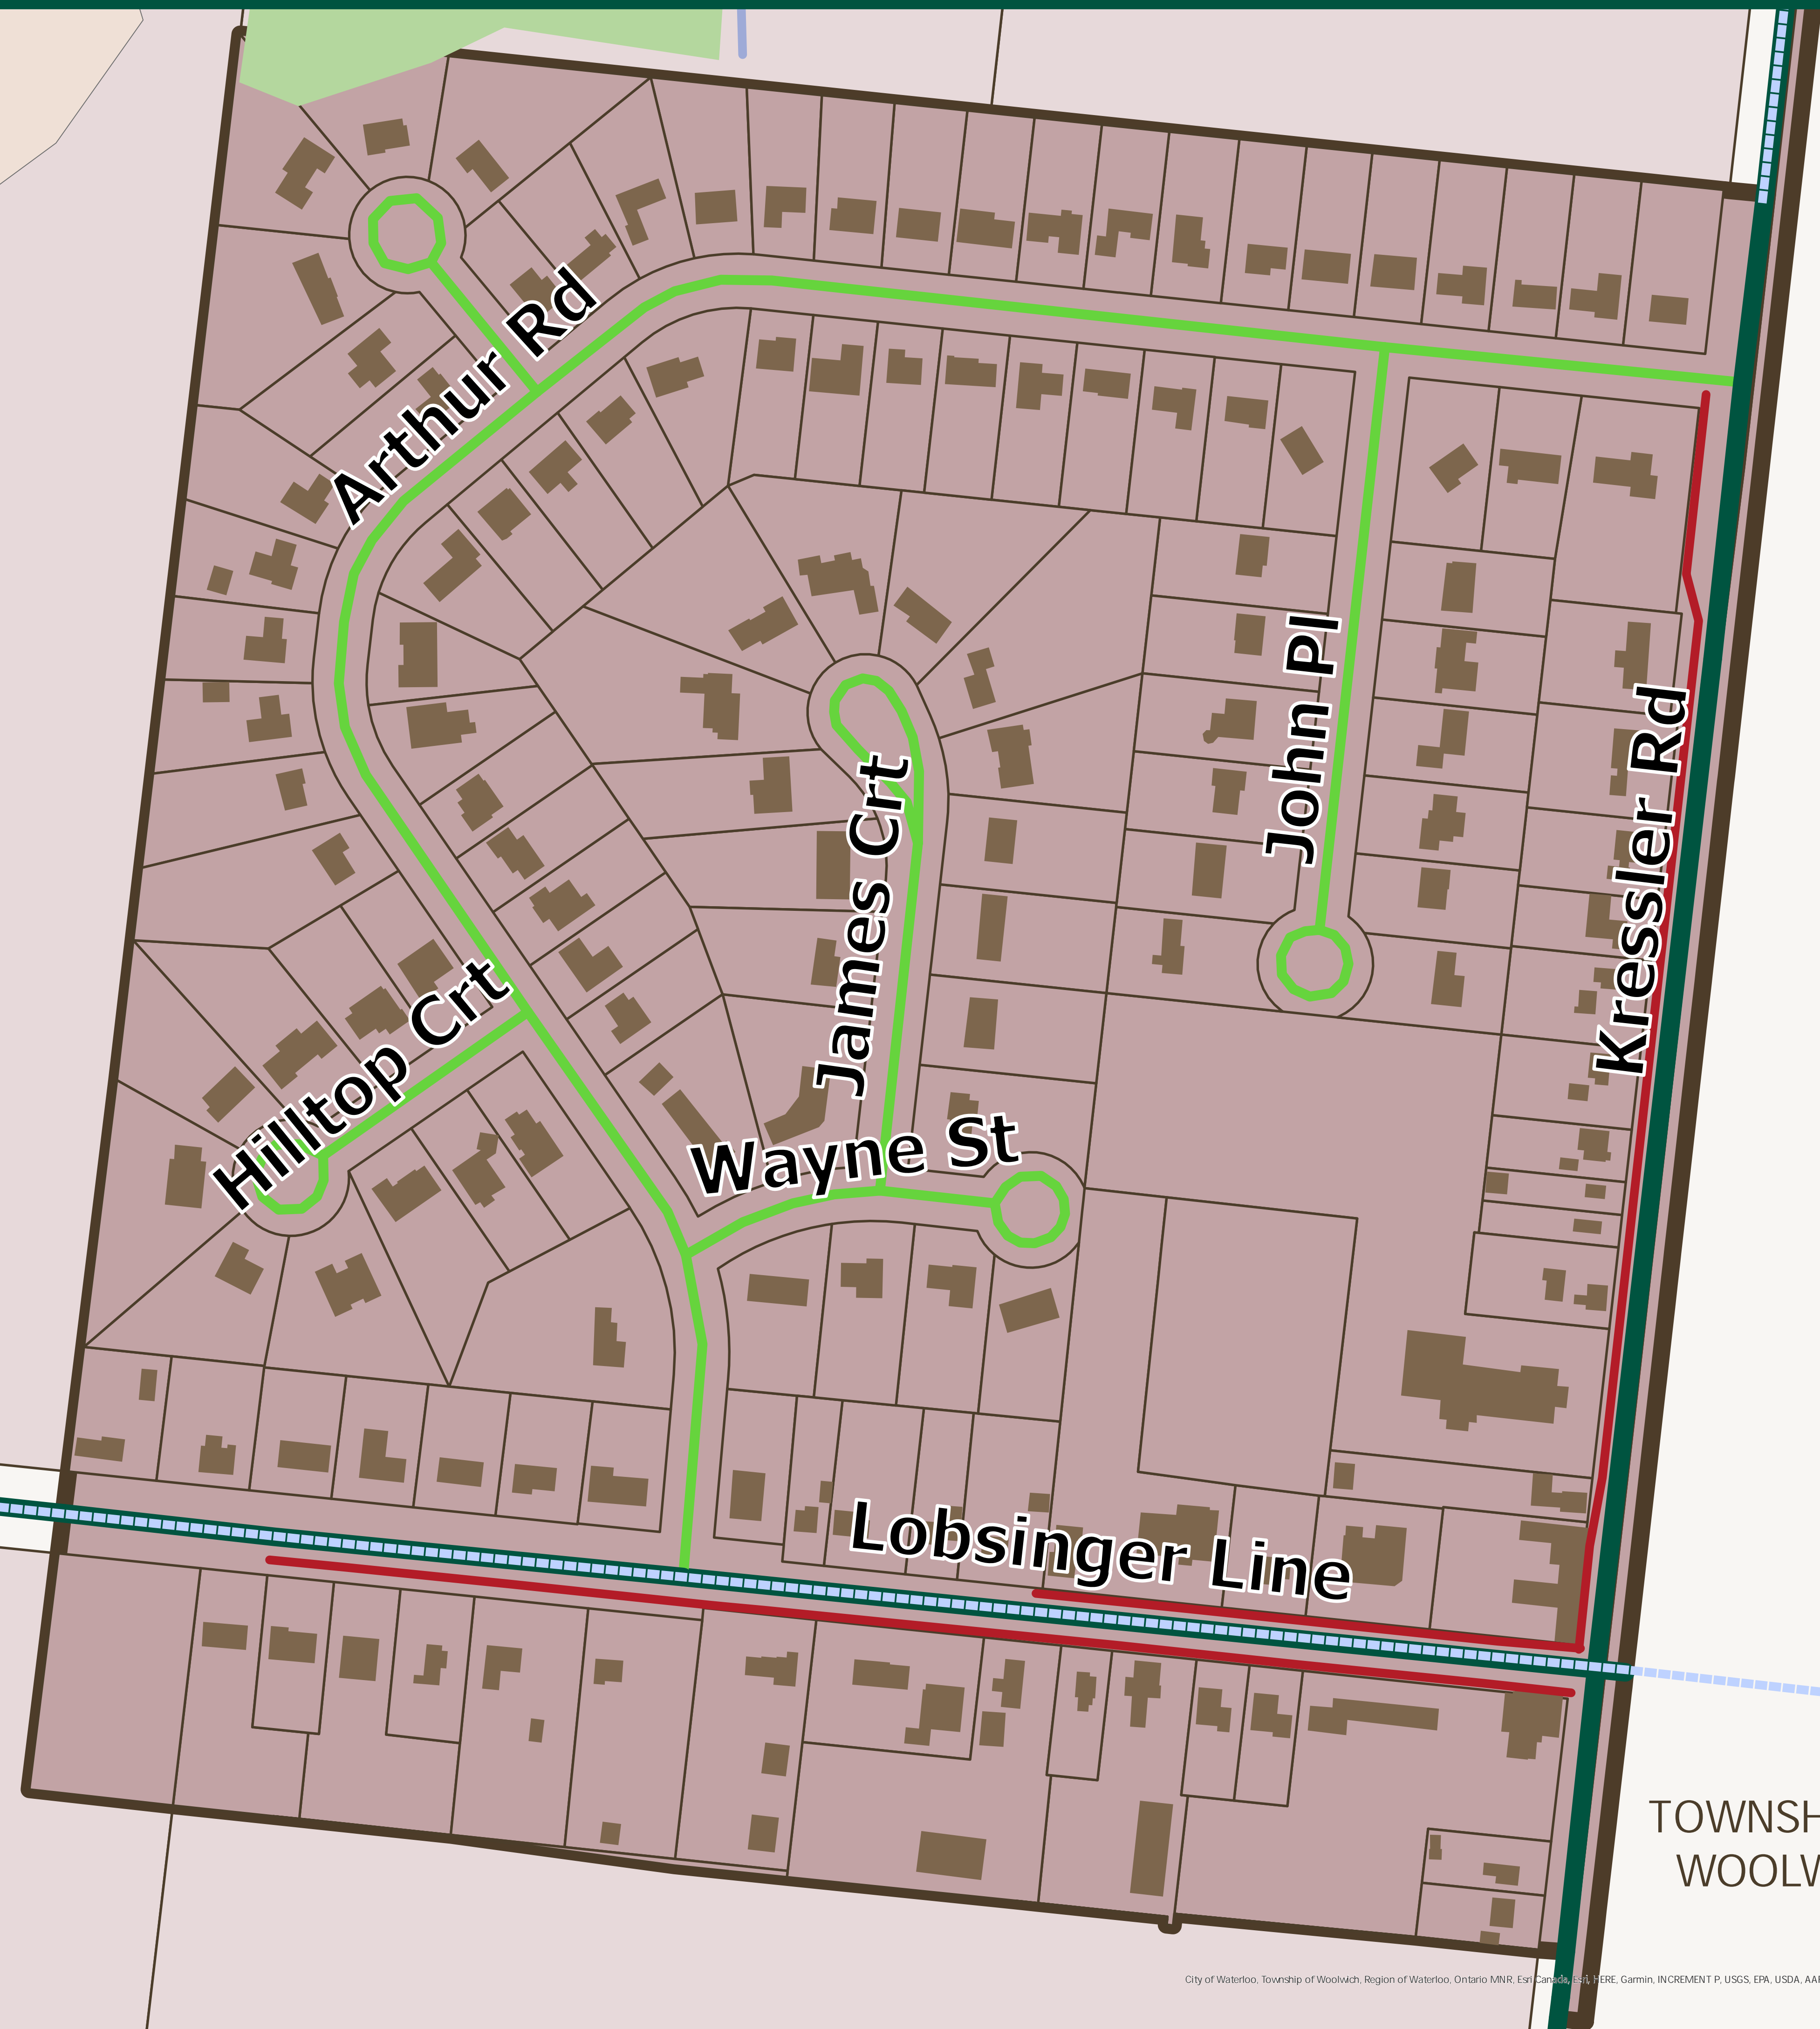 Arthur Rd
John Pl
Kressler Rd
James Crt
Hilltop Crt
Wayne St
Lobsinger Line
TOWNSH
WOOLW
City of Waterloo, Township of Woolwich, Region of Waterloo, Ontario MNR, Esri Canada, Esri, HERE, Garmin, INCREMENT P, USGS, EPA, USDA, AA